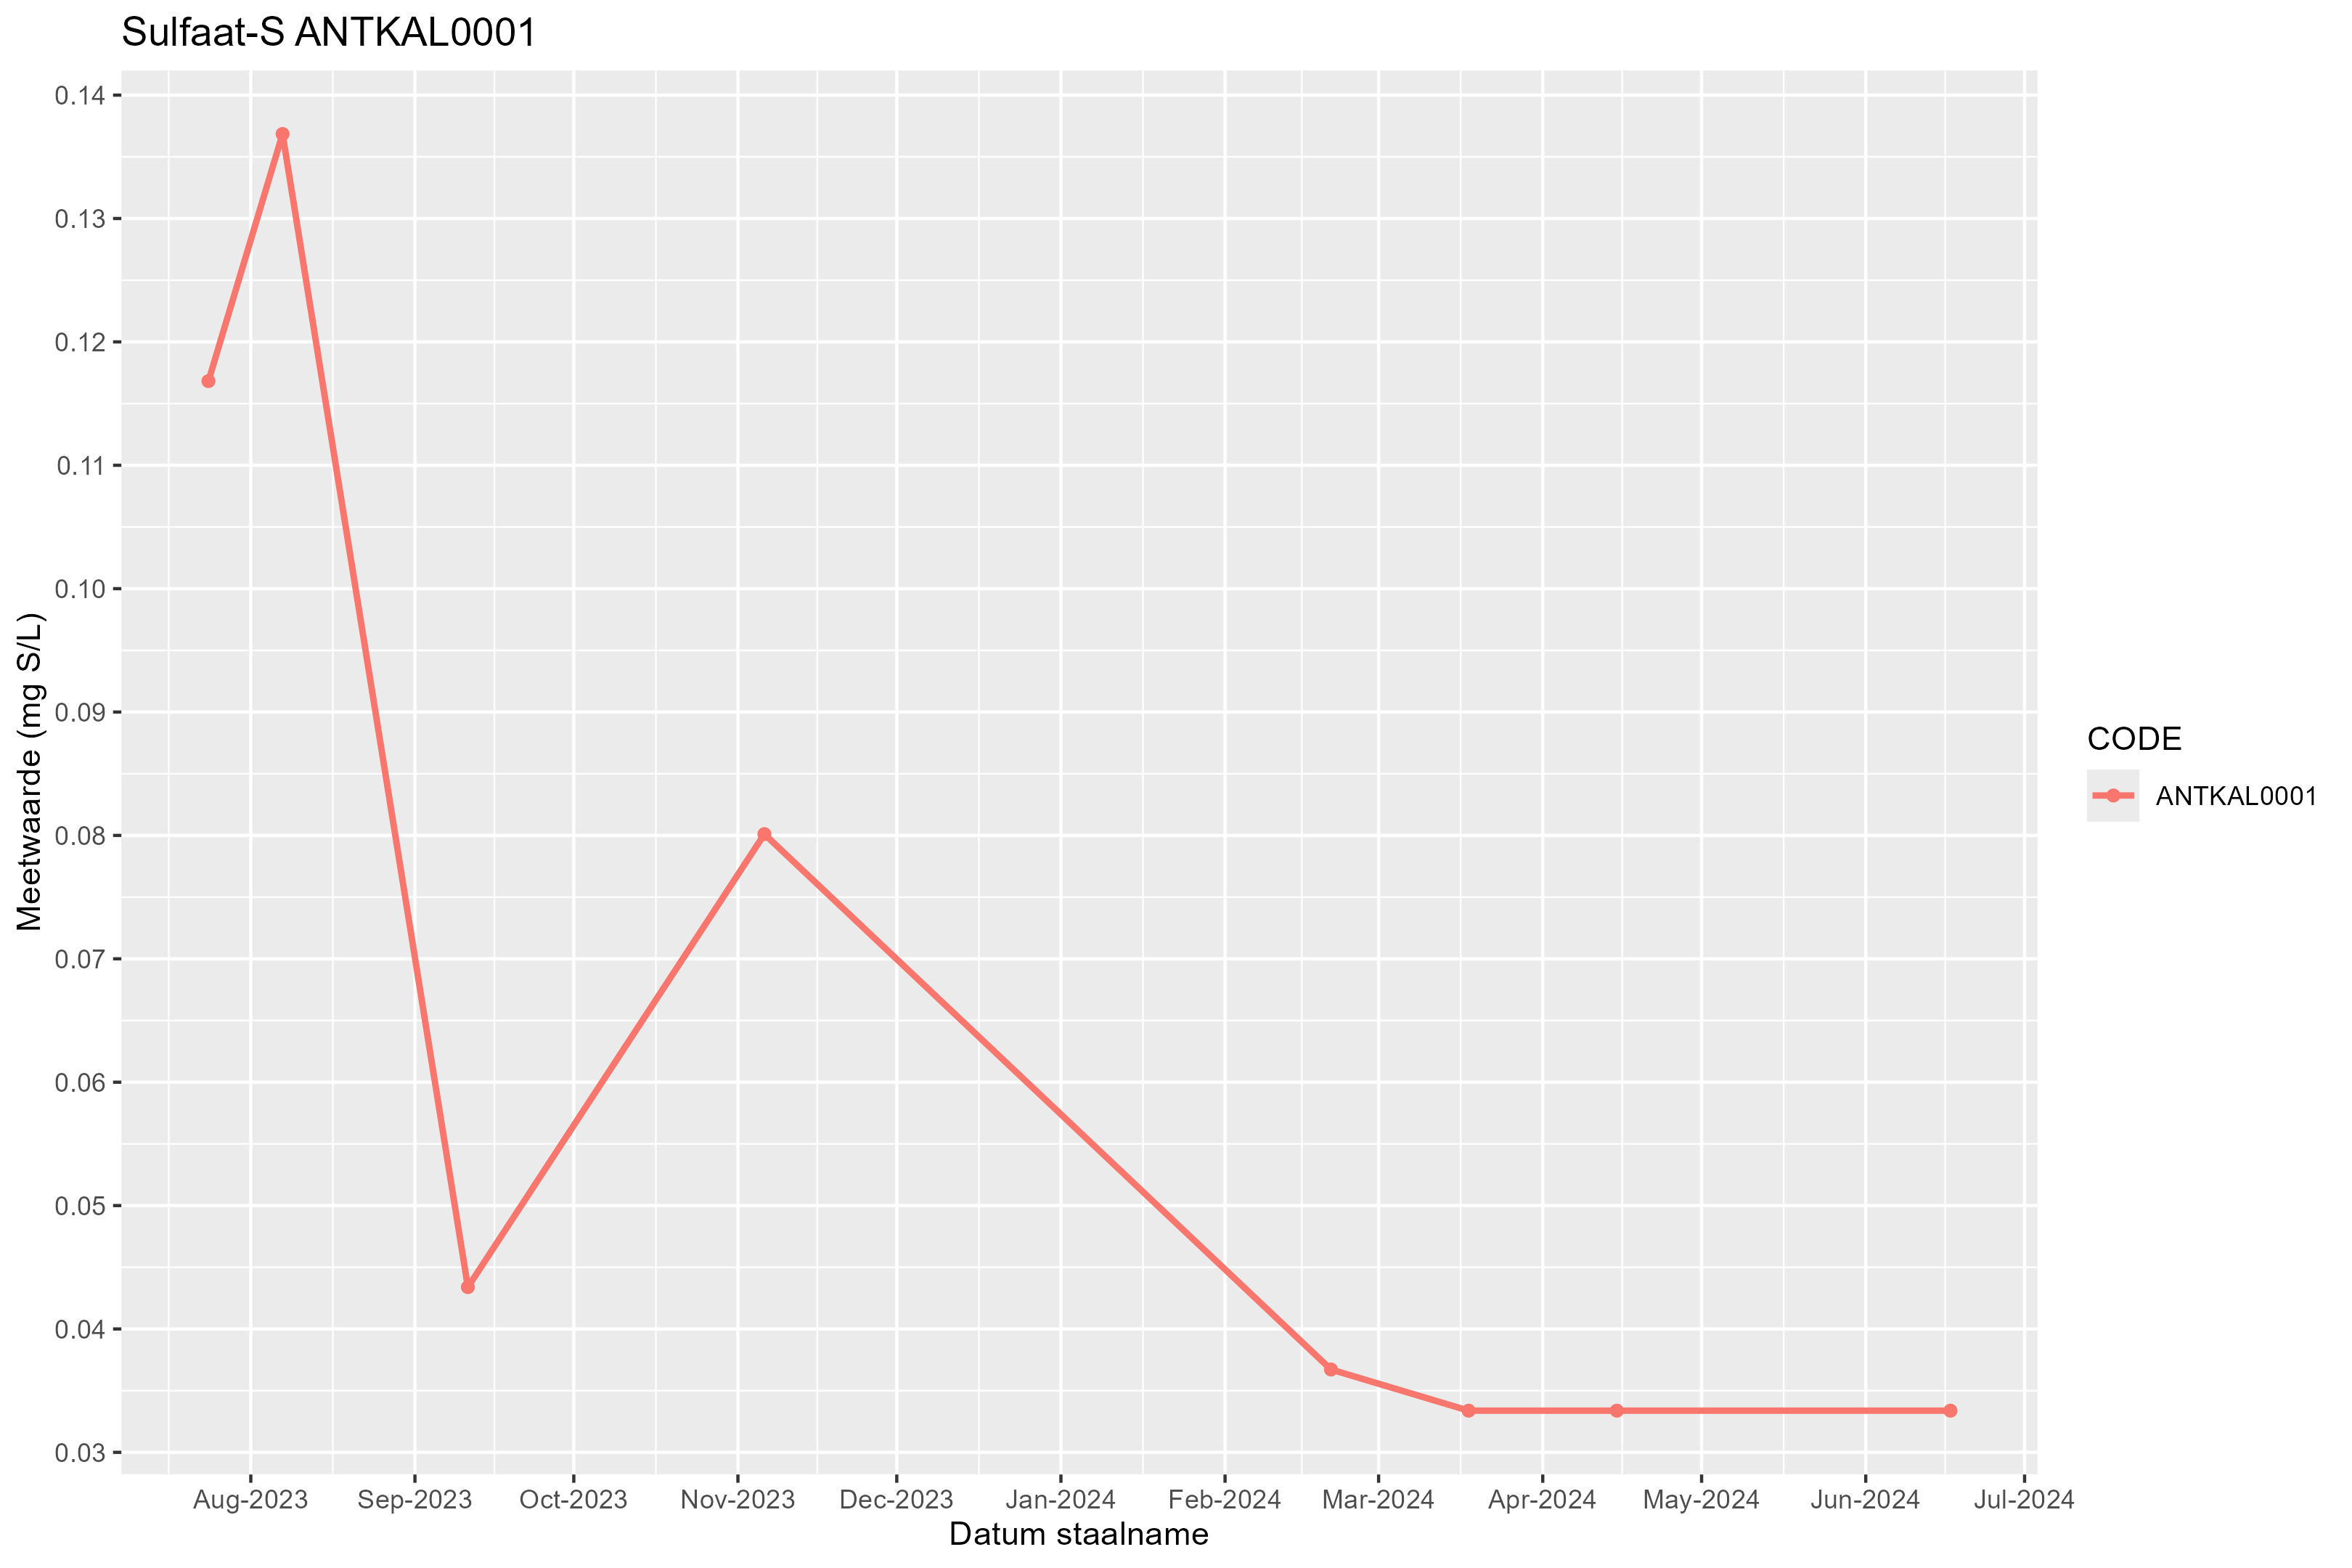 Sulfaat-S ANTKAL0001
Meetwaarde (mg S/L)
0.14
0.13
0.12
0.11
0.10
0.09
0.08
0.07
0.06
0.05
0.04
0.03
Aug-2023 Sep-2023 Oct-2023 Nov-2023 Dec-2023 Jan-2024 Feb-2024 Mar-2024 Apr-2024 May-2024 Jun-2024 Jul-2024
Datum staalname
CODE
ANTKAL0001